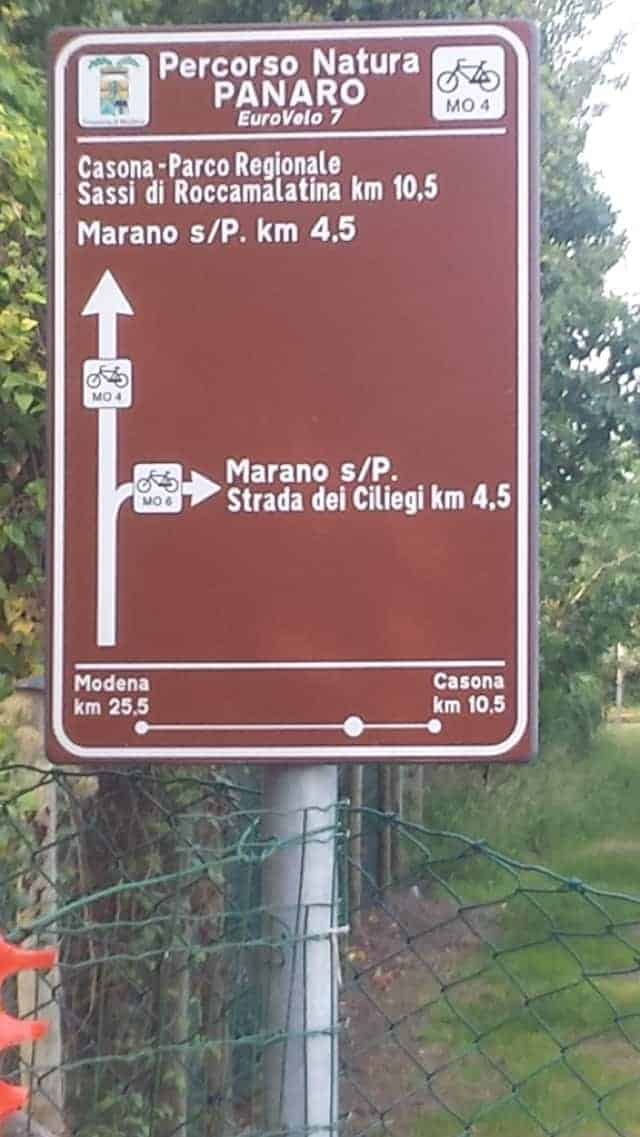 Percorso Natura
PANARO
EuroVelo 7
MO 4
Casona-Parco Regionale
Sassi di Roccamalatina km 10,5
Marano s/P. km 4,5
MO 4
MO 6
Marano s/P.
Strada dei Ciliegi km 4,5
Modena
km 25,5
Casona
km 10,5